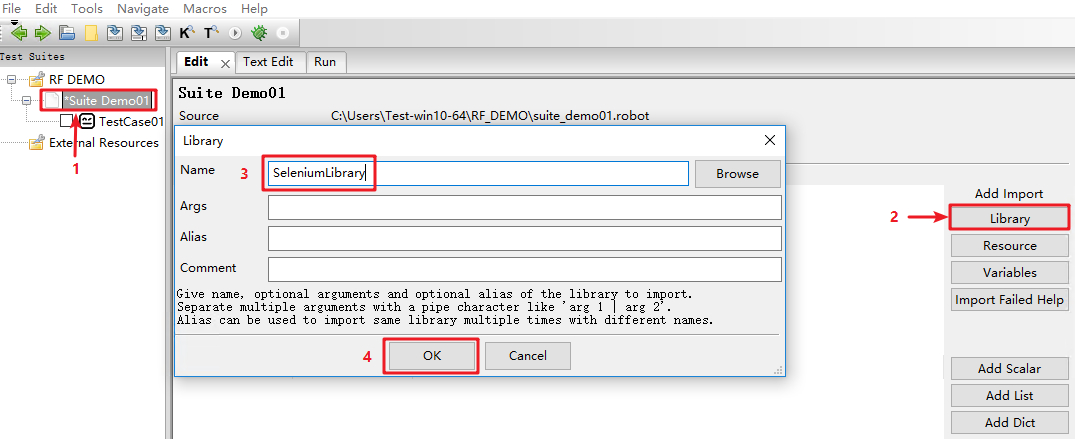 File Edit Tools Navigate Macros Help
Test Suites
RF DEMO
*Suite Demo01
TestCase01
External Resources
1
Edit Text Edit Run
Suite Demo01
Source C:\Users\Test-win10-64\RF_DEMO\suite_demo01.robot
Library
Name 3 SeleniumLibrary Browse
Args
Alias
Comment
Give name, optional arguments and optional alias of the library to import.
Separate multiple arguments with a pipe character like 'arg 1 | arg 2'.
Alias can be used to import same library multiple times with different names.
4 OK Cancel
Add Import
2 Library
Resource
Variables
Import Failed Help
Add Scalar
Add List
Add Dict